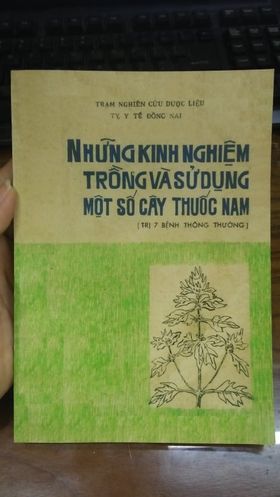 TRẠM NGHIÊN CỨU DƯỢC LIỆU
TY, Y TẾ ĐỒNG NAI
NHỮNG KINH NGHIỆM
TRỒNG VÀ SỬ DỤNG
MỘT SỐ CÂY THUỐC NAM
[TRỊ 7 BỆNH THÔNG THƯỜNG]